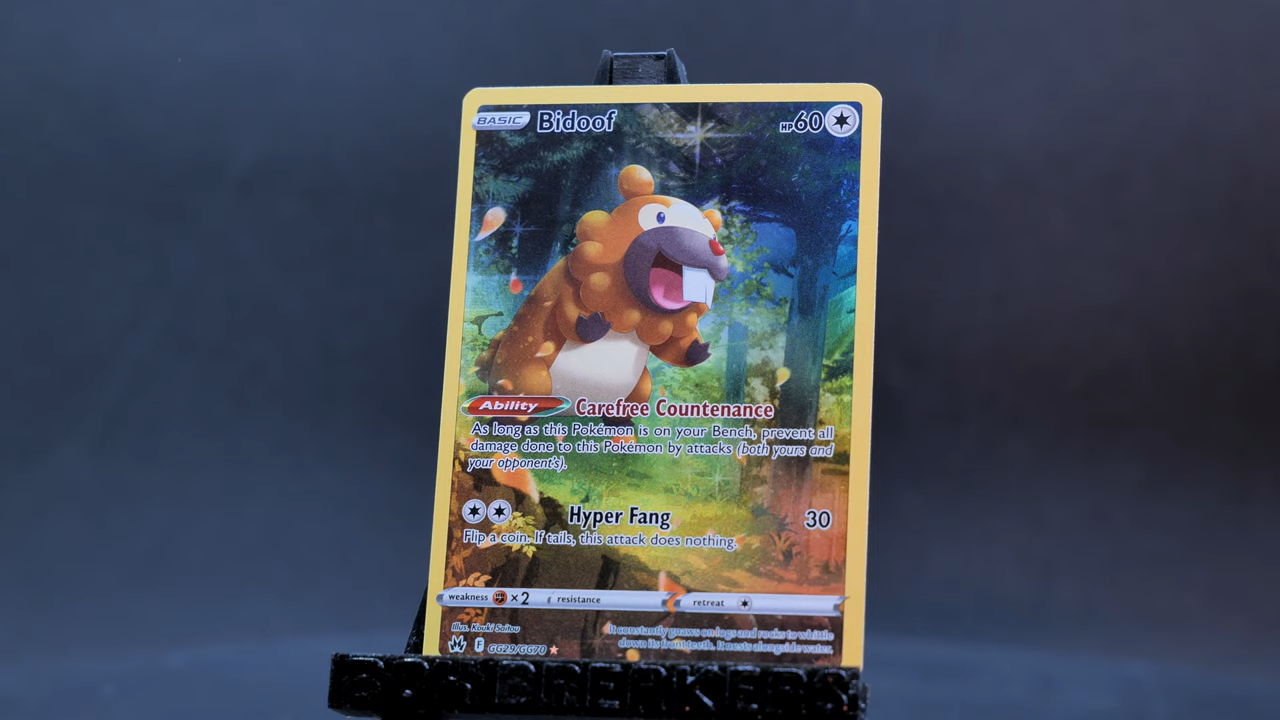 BASIC Bidoof HP 60
Ability Carefree Countenance
As long as this Pokémon is on your Bench, prevent all
damage done to this Pokémon by attacks (both yours and
your opponent's).
Hyper Fang 30
Flip a coin. If tails, this attack does nothing.
weakness ×2 resistance retreat
Illus. Kouki Saitou
It constantly gnaws on logs and rocks to whittle
down its front teeth. It nests alongside water.
F GG29/GG70
BREAKERS